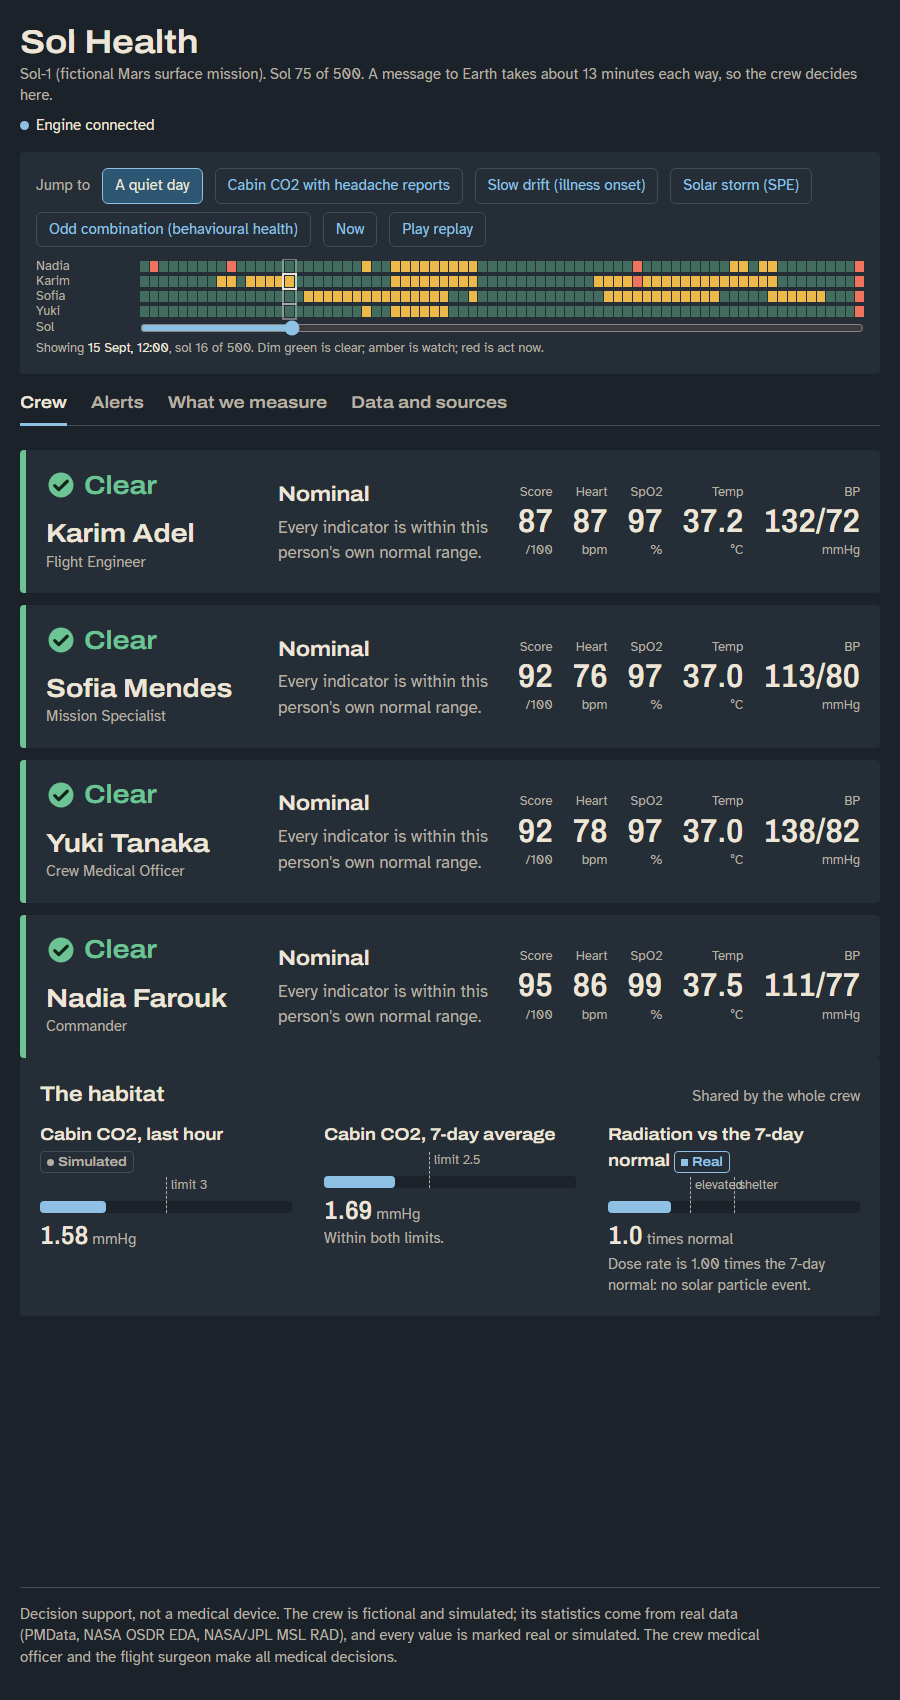 Sol Health
Sol-1 (fictional Mars surface mission). Sol 75 of 500. A message to Earth takes about 13 minutes each way, so the crew decides
here.
Engine connected
Jump to
A quiet day
Cabin CO2 with headache reports
Slow drift (illness onset)
Solar storm (SPE)
Odd combination (behavioural health)
Now
Play replay
Nadia
Karim
Sofia
Yuki
Sol
Showing 15 Sept, 12:00, sol 16 of 500. Dim green is clear; amber is watch; red is act now.
Crew
Alerts
What we measure
Data and sources
Clear
Karim Adel
Flight Engineer
Nominal
Every indicator is within this
person's own normal range.
Score Heart SpO2 Temp BP
87 87 97 37.2 132/72
/100 bpm % °C mmHg
Clear
Sofia Mendes
Mission Specialist
Nominal
Every indicator is within this
person's own normal range.
Score Heart SpO2 Temp BP
92 76 97 37.0 113/80
/100 bpm % °C mmHg
Clear
Yuki Tanaka
Crew Medical Officer
Nominal
Every indicator is within this
person's own normal range.
Score Heart SpO2 Temp BP
92 78 97 37.0 138/82
/100 bpm % °C mmHg
Clear
Nadia Farouk
Commander
Nominal
Every indicator is within this
person's own normal range.
Score Heart SpO2 Temp BP
95 86 99 37.5 111/77
/100 bpm % °C mmHg
The habitat
Shared by the whole crew
Cabin CO2, last hour
Simulated
limit 3
1.58 mmHg
Cabin CO2, 7-day average
limit 2.5
1.69 mmHg
Within both limits.
Radiation vs the 7-day
normal Real
elevated shelter
1.0 times normal
Dose rate is 1.00 times the 7-day
normal: no solar particle event.
Decision support, not a medical device. The crew is fictional and simulated; its statistics come from real data
(PMData, NASA OSDR EDA, NASA/JPL MSL RAD), and every value is marked real or simulated. The crew medical
officer and the flight surgeon make all medical decisions.